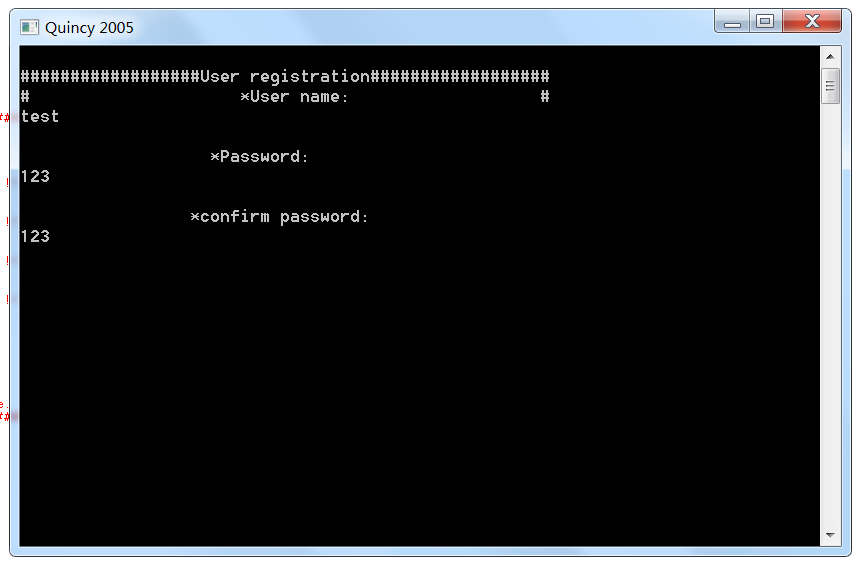 Quincy 2005
##################User registration##################
# *User name: #
test
*Password:
123
*confirm password:
123